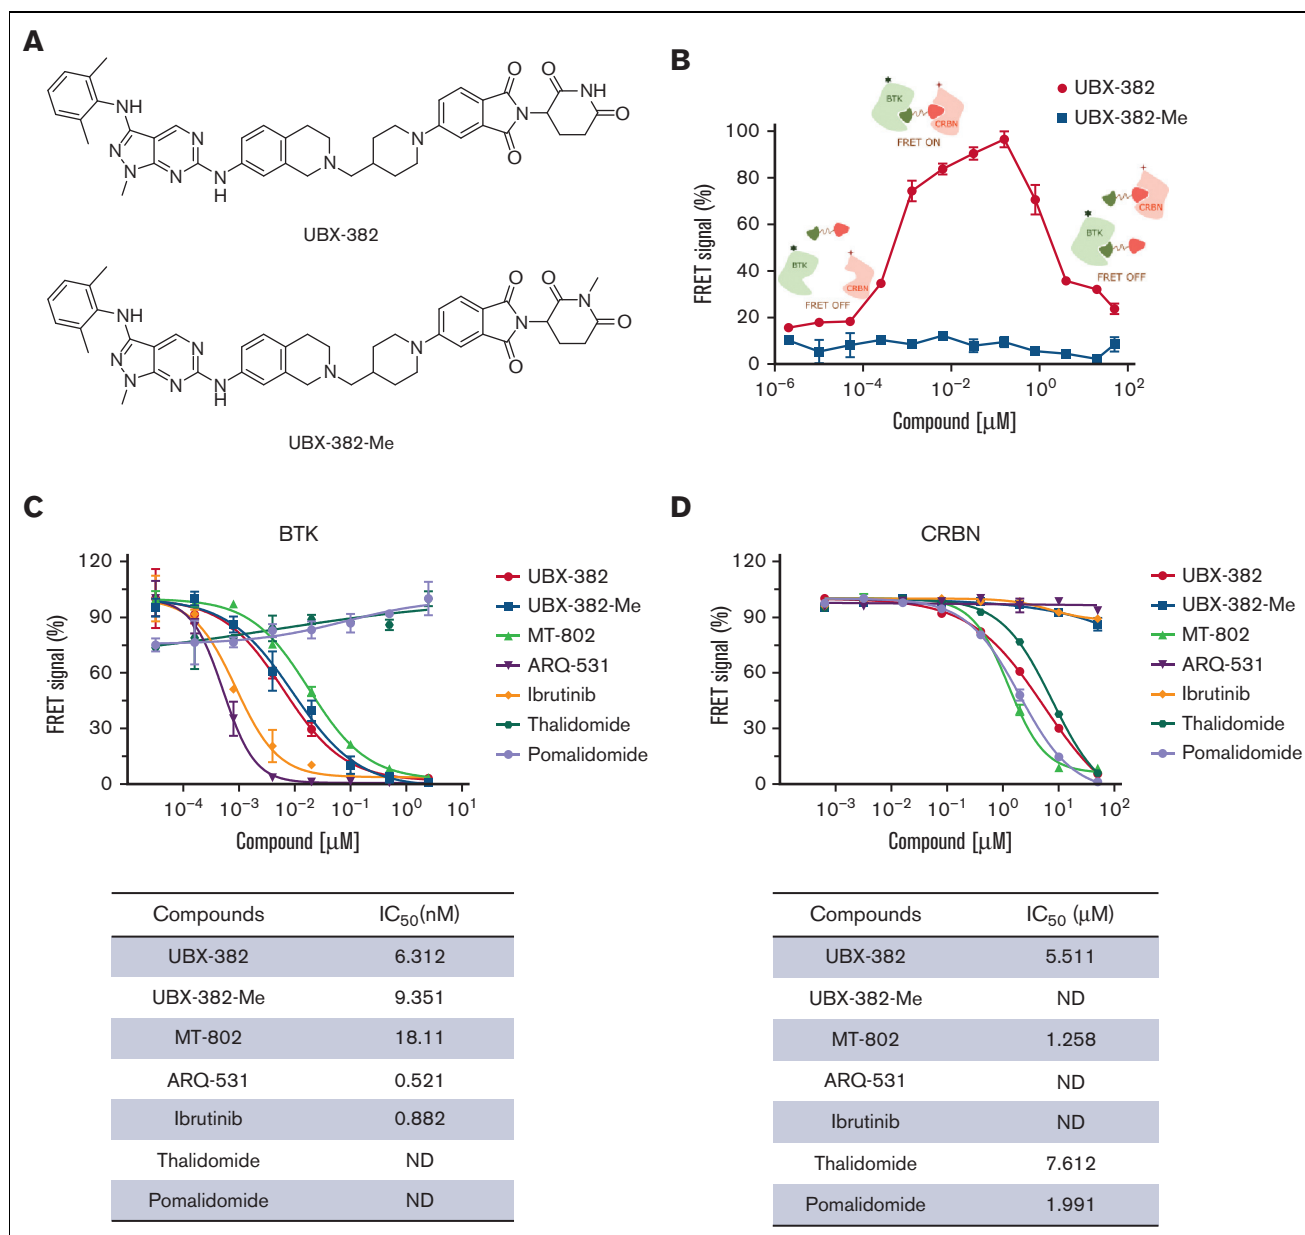 A
O
O
O
NH
N
N
O
O
NH
N
N
N
N
N
N
H
N
UBX-382
O
O
O
N
N
N
O
O
NH
N
N
N
N
N
N
H
N
UBX-382-Me
B
UBX-382
UBX-382-Me
BTK
CRBN
FRET ON
CRBN
BTK
FRET OFF
BTK
CRBN
FRET OFF
FRET signal (%)
100
80
60
40
20
0
10⁻⁶ 10⁻⁴ 10⁻² 10⁰ 10²
Compound [μM]
C
BTK
FRET signal (%)
120
90
60
30
0
10⁻⁴ 10⁻³ 10⁻² 10⁻¹ 10⁰ 10¹
Compound [μM]
UBX-382
UBX-382-Me
MT-802
ARQ-531
Ibrutinib
Thalidomide
Pomalidomide
Compounds IC₅₀(nM)
UBX-382 6.312
UBX-382-Me 9.351
MT-802 18.11
ARQ-531 0.521
Ibrutinib 0.882
Thalidomide ND
Pomalidomide ND
D
CRBN
FRET signal (%)
120
90
60
30
0
10⁻³ 10⁻² 10⁻¹ 10⁰ 10¹ 10²
Compound [μM]
UBX-382
UBX-382-Me
MT-802
ARQ-531
Ibrutinib
Thalidomide
Pomalidomide
Compounds IC₅₀ (μM)
UBX-382 5.511
UBX-382-Me ND
MT-802 1.258
ARQ-531 ND
Ibrutinib ND
Thalidomide 7.612
Pomalidomide 1.991